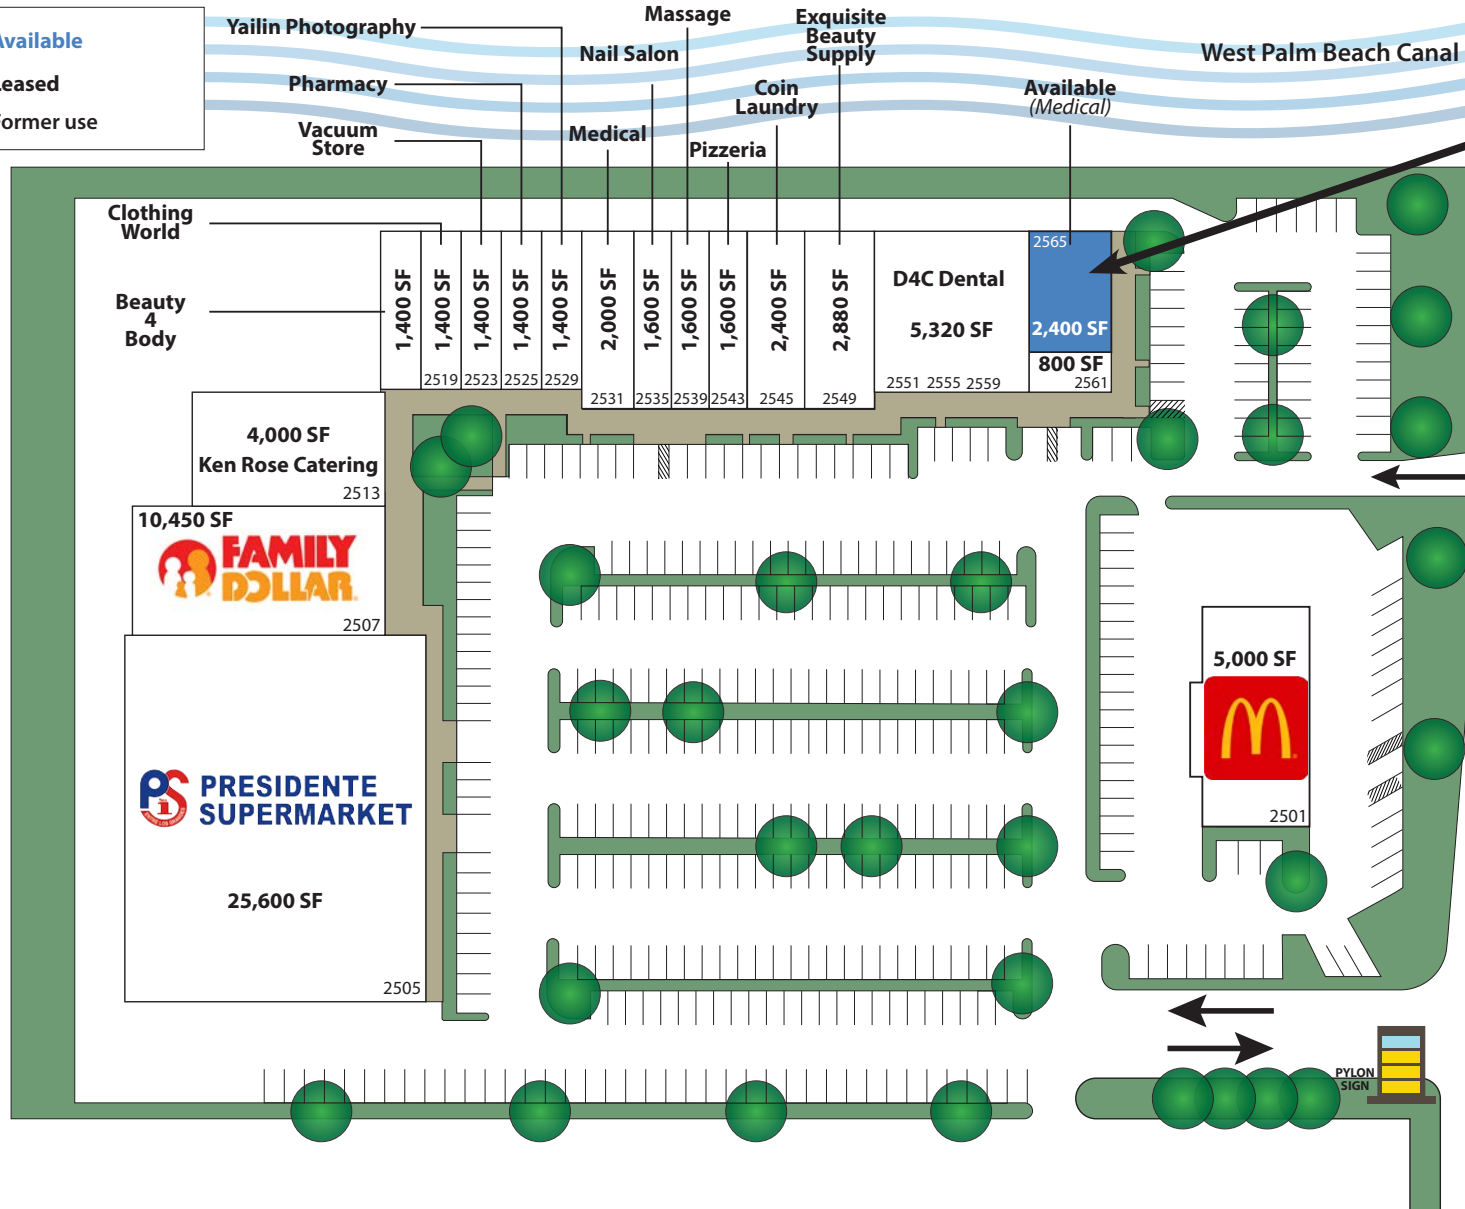 Available
Leased
Former use
Yailin Photography
Pharmacy
Vacuum
Store
Clothing
World
Beauty
4
Body
Massage
Nail Salon
Medical
Pizzeria
Exquisite
Beauty
Supply
Coin
Laundry
Available
(Medical)
West Palm Beach Canal
1,400 SF
1,400 SF
2519
1,400 SF
2523
1,400 SF
2525
1,400 SF
2529
2,000 SF
2531
1,600 SF
2535
1,600 SF
2539
1,600 SF
2543
2,400 SF
2545
2,880 SF
2549
D4C Dental
5,320 SF
2551 2555 2559
2565
2,400 SF
800 SF
2561
4,000 SF
Ken Rose Catering
2513
10,450 SF
FAMILY
DOLLAR
2507
PS
PRESIDENTE
SUPERMARKET
25,600 SF
2505
5,000 SF
M
2501
PYLON
SIGN